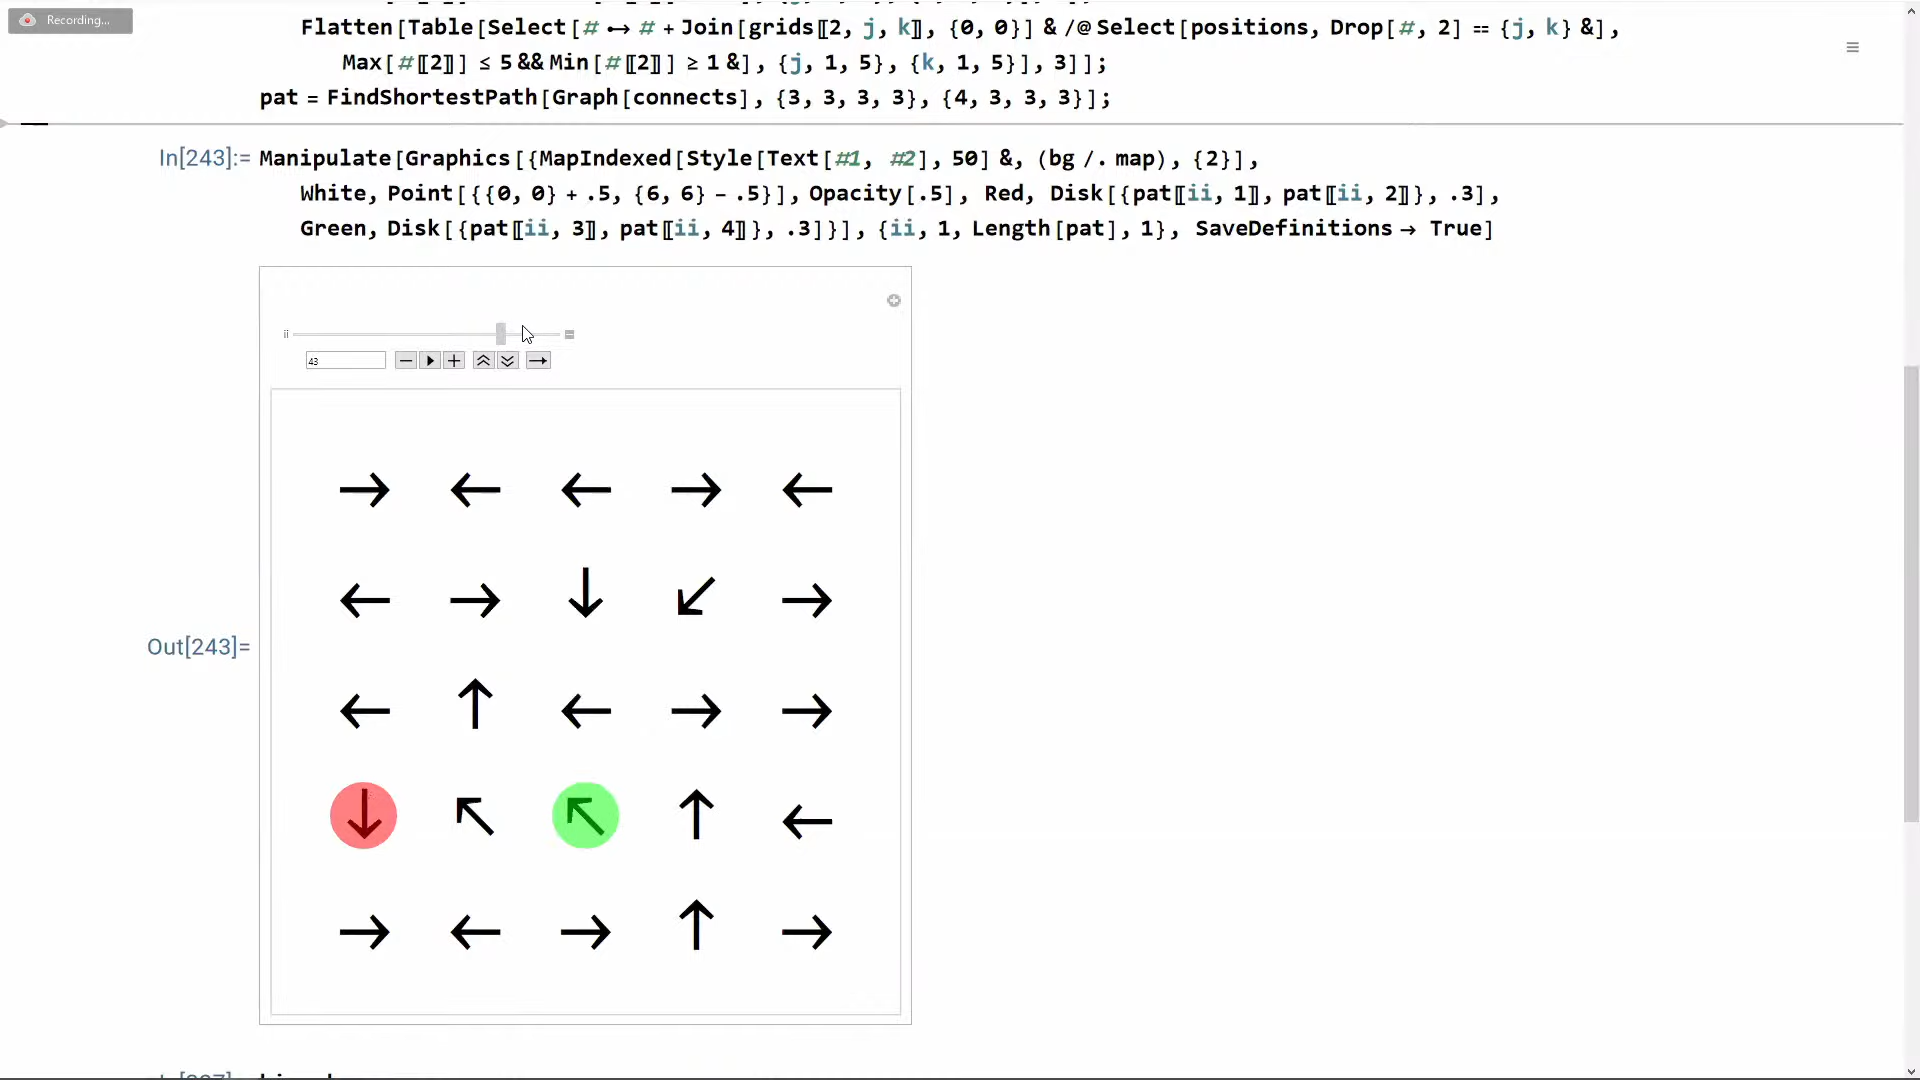 Recording...
Flatten[Table[Select[# ↦ # + Join[grids〚2, j, k〛, {0, 0}] & /@ Select[positions, Drop[#, 2] == {j, k} &],
Max[#〚2〛] ≤ 5 && Min[#〚2〛] ≥ 1 &], {j, 1, 5}, {k, 1, 5}], 3]];
pat = FindShortestPath[Graph[connects], {3, 3, 3, 3}, {4, 3, 3, 3}];
In[243]:= Manipulate[Graphics[{MapIndexed[Style[Text[#1, #2], 50] &, (bg /. map), {2}],
White, Point[{{0, 0} + .5, {6, 6} - .5}], Opacity[.5], Red, Disk[{pat〚ii, 1〛, pat〚ii, 2〛}, .3],
Green, Disk[{pat〚ii, 3〛, pat〚ii, 4〛}, .3]}], {ii, 1, Length[pat], 1}, SaveDefinitions → True]
ii
43
→ ← ← → ←
← → ↓ ↙ →
Out[243]=
← ↑ ← → →
↓ ↖ ↖ ↑ ←
→ ← → ↑ →